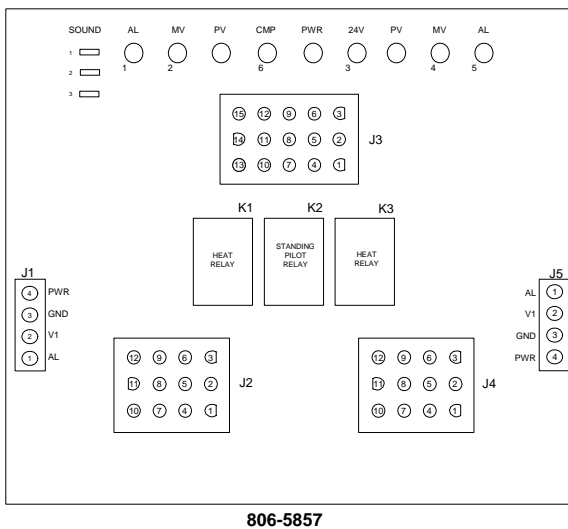 SOUND AL MV PV CMP PWR 24V PV MV AL
1
1 2 6 3 4 5
2
3
15 12 9 6 3
14 11 8 5 2
J3
13 10 7 4 1
K1 K2 K3
HEAT RELAY
STANDING PILOT RELAY
HEAT RELAY
J1
4 PWR
3 GND
2 V1
1 AL
J5
AL 1
V1 2
GND 3
PWR 4
12 9 6 3
11 8 5 2
J2
10 7 4 1
12 9 6 3
11 8 5 2
J4
10 7 4 1
806-5857